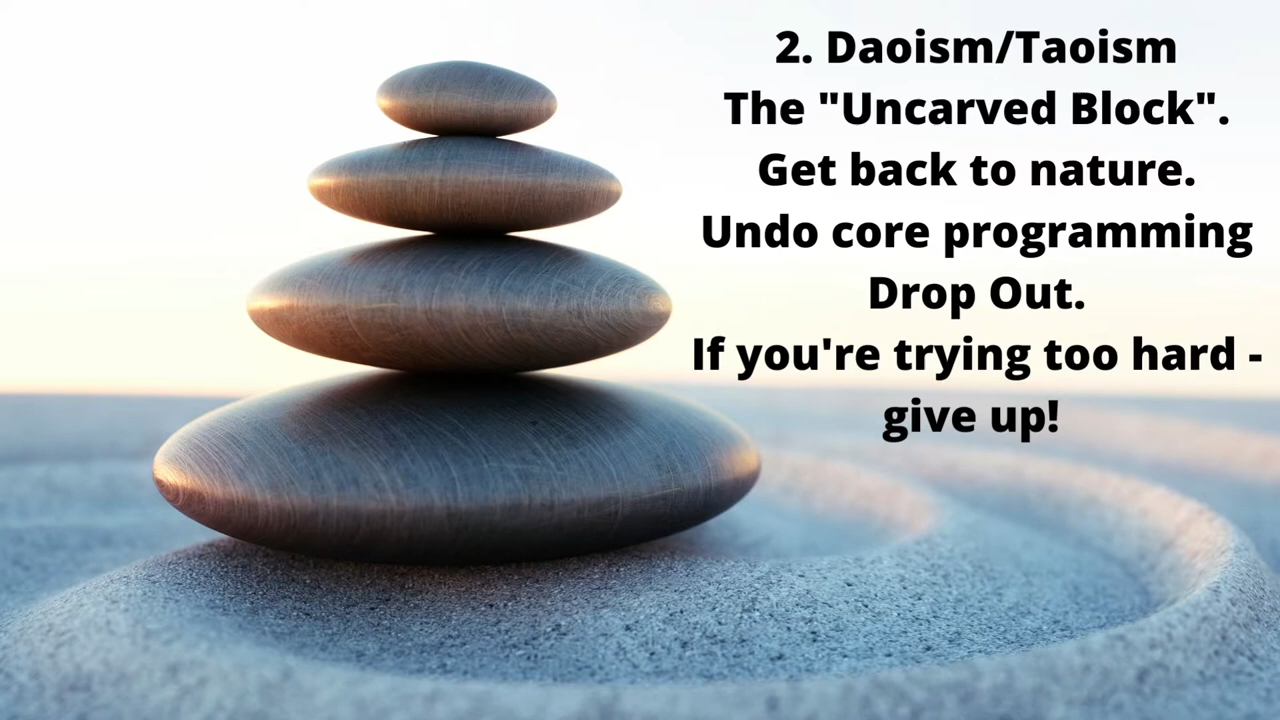 2. Daoism/Taoism
The "Uncarved Block".
Get back to nature.
Undo core programming
Drop Out.
If you're trying too hard -
give up!